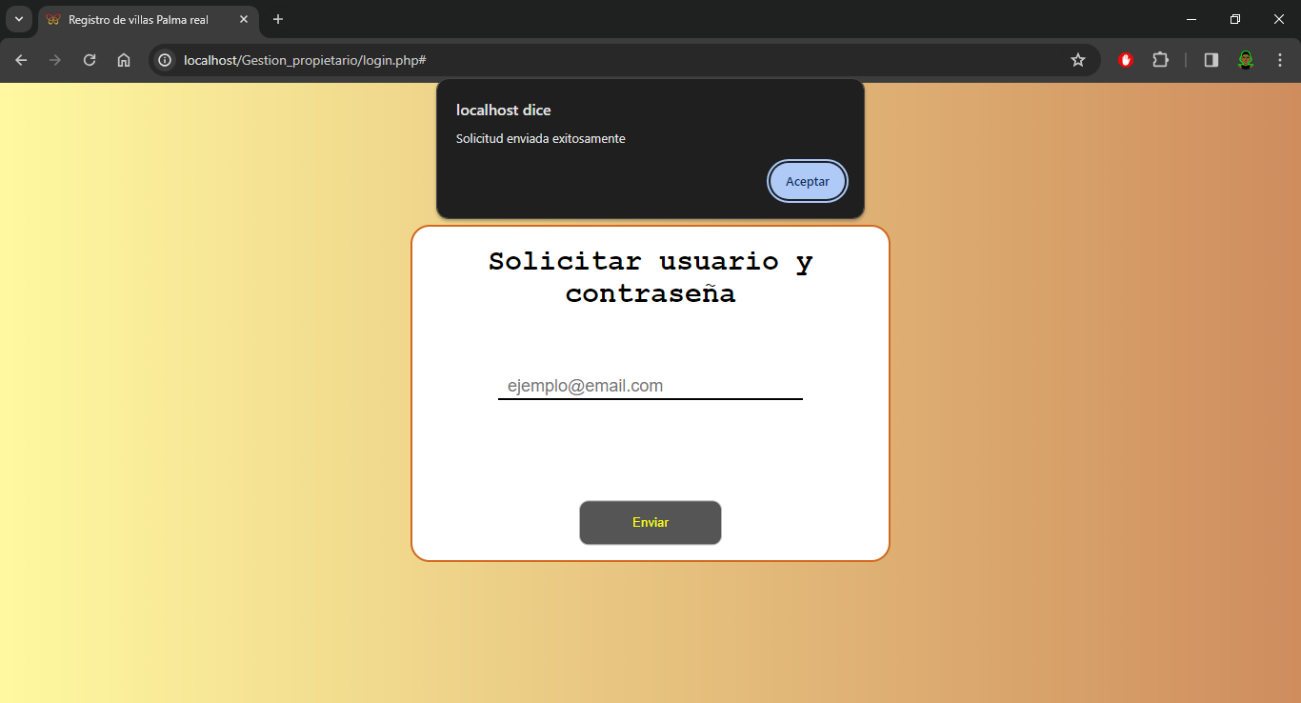 Registro de villas Palma real
localhost/Gestion_propietario/login.php#
localhost dice
Solicitud enviada exitosamente
Aceptar
Solicitar usuario y
contraseña
ejemplo@email.com
Enviar